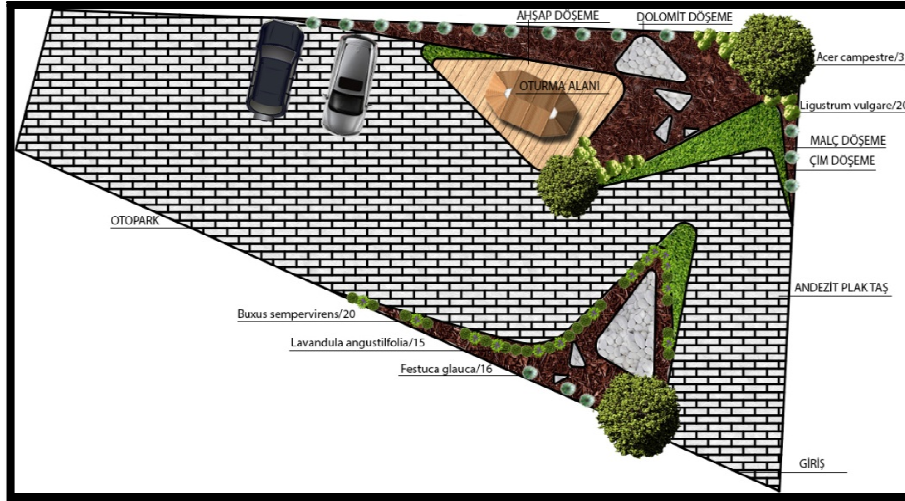 AHŞAP DÖŞEME
DOLOMİT DÖŞEME
Acer campestre/3
OTURMA ALANI
Ligustrum vulgare/20
MALÇ DÖŞEME
ÇİM DÖŞEME
OTOPARK
ANDEZİT PLAK TAŞ
Buxus sempervirens/20
Lavandula angustilfolia/15
Festuca glauca/16
GİRİŞ